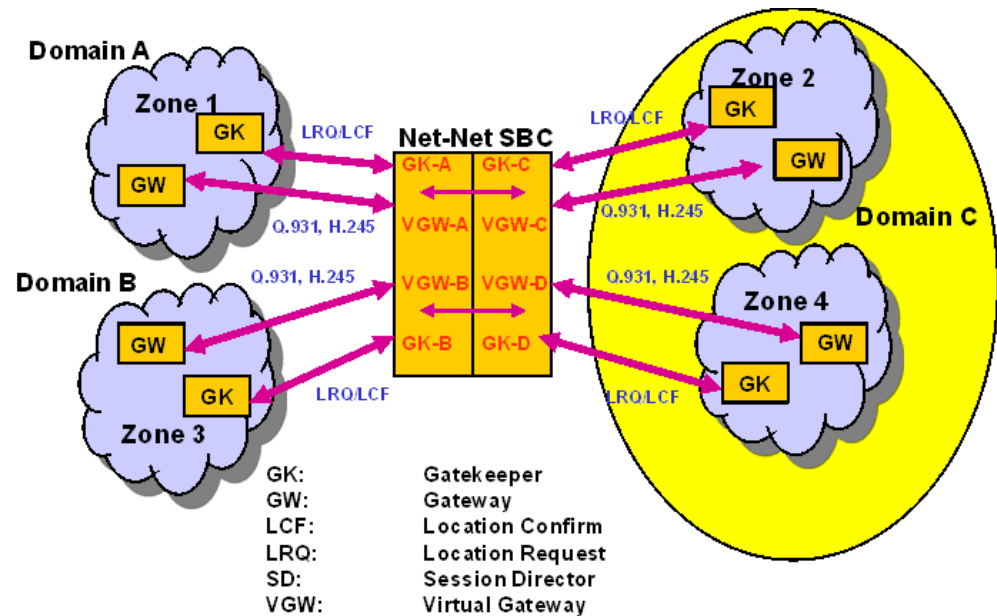 Domain A
Zone 1
GK
GW
LRQ/LCF
Q.931, H.245
Domain B
Q.931, H.245
GW
GK
Zone 3
LRQ/LCF
Net-Net SBC
GK-A GK-C
VGW-A VGW-C
VGW-B VGW-D
GK-B GK-D
LRQ/LCF
Zone 2
GK
GW
Q.931, H.245
Domain C
Q.931, H.245
Zone 4
GW
GK
LRQ/LCF
GK: Gatekeeper
GW: Gateway
LCF: Location Confirm
LRQ: Location Request
SD: Session Director
VGW: Virtual Gateway